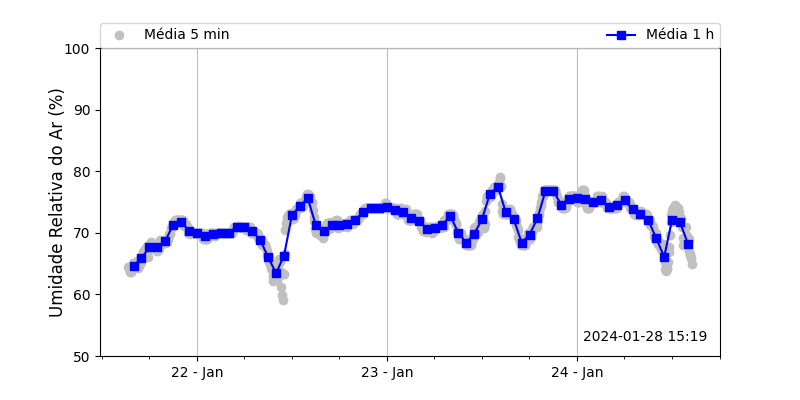 Média 5 min
Média 1 h
Umidade Relativa do Ar (%)
100
90
80
70
60
50
22 - Jan
23 - Jan
24 - Jan
2024-01-28 15:19